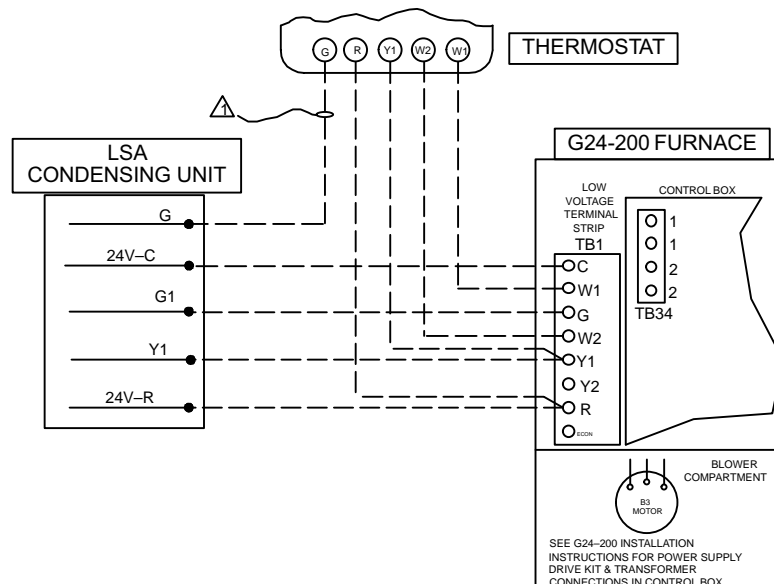 G R Y1 W2 W1
THERMOSTAT
1
LSA
CONDENSING UNIT
G
24V–C
G1
Y1
24V–R
G24-200 FURNACE
LOW
VOLTAGE
TERMINAL
STRIP
TB1
C
W1
G
W2
Y1
Y2
R
ECON
CONTROL BOX
1
1
2
2
TB34
BLOWER
COMPARTMENT
B3
MOTOR
SEE G24–200 INSTALLATION
INSTRUCTIONS FOR POWER SUPPLY
DRIVE KIT & TRANSFORMER
CONNECTIONS IN CONTROL BOX